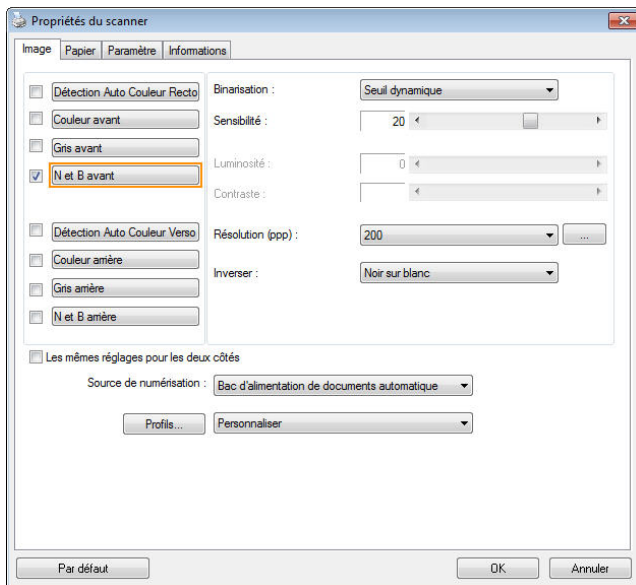 Propriétés du scanner
Image Papier Paramètre Informations
Détection Auto Couleur Recto
Couleur avant
Gris avant
N et B avant
Détection Auto Couleur Verso
Couleur arrière
Gris arrière
N et B arrière
Binarisation : Seuil dynamique
Sensibilité : 20
Luminosité : 0
Contraste :
Résolution (ppp) : 200 ...
Inverser : Noir sur blanc
Les mêmes réglages pour les deux côtés
Source de numérisation : Bac d'alimentation de documents automatique
Profils... Personnaliser
Par défaut OK Annuler